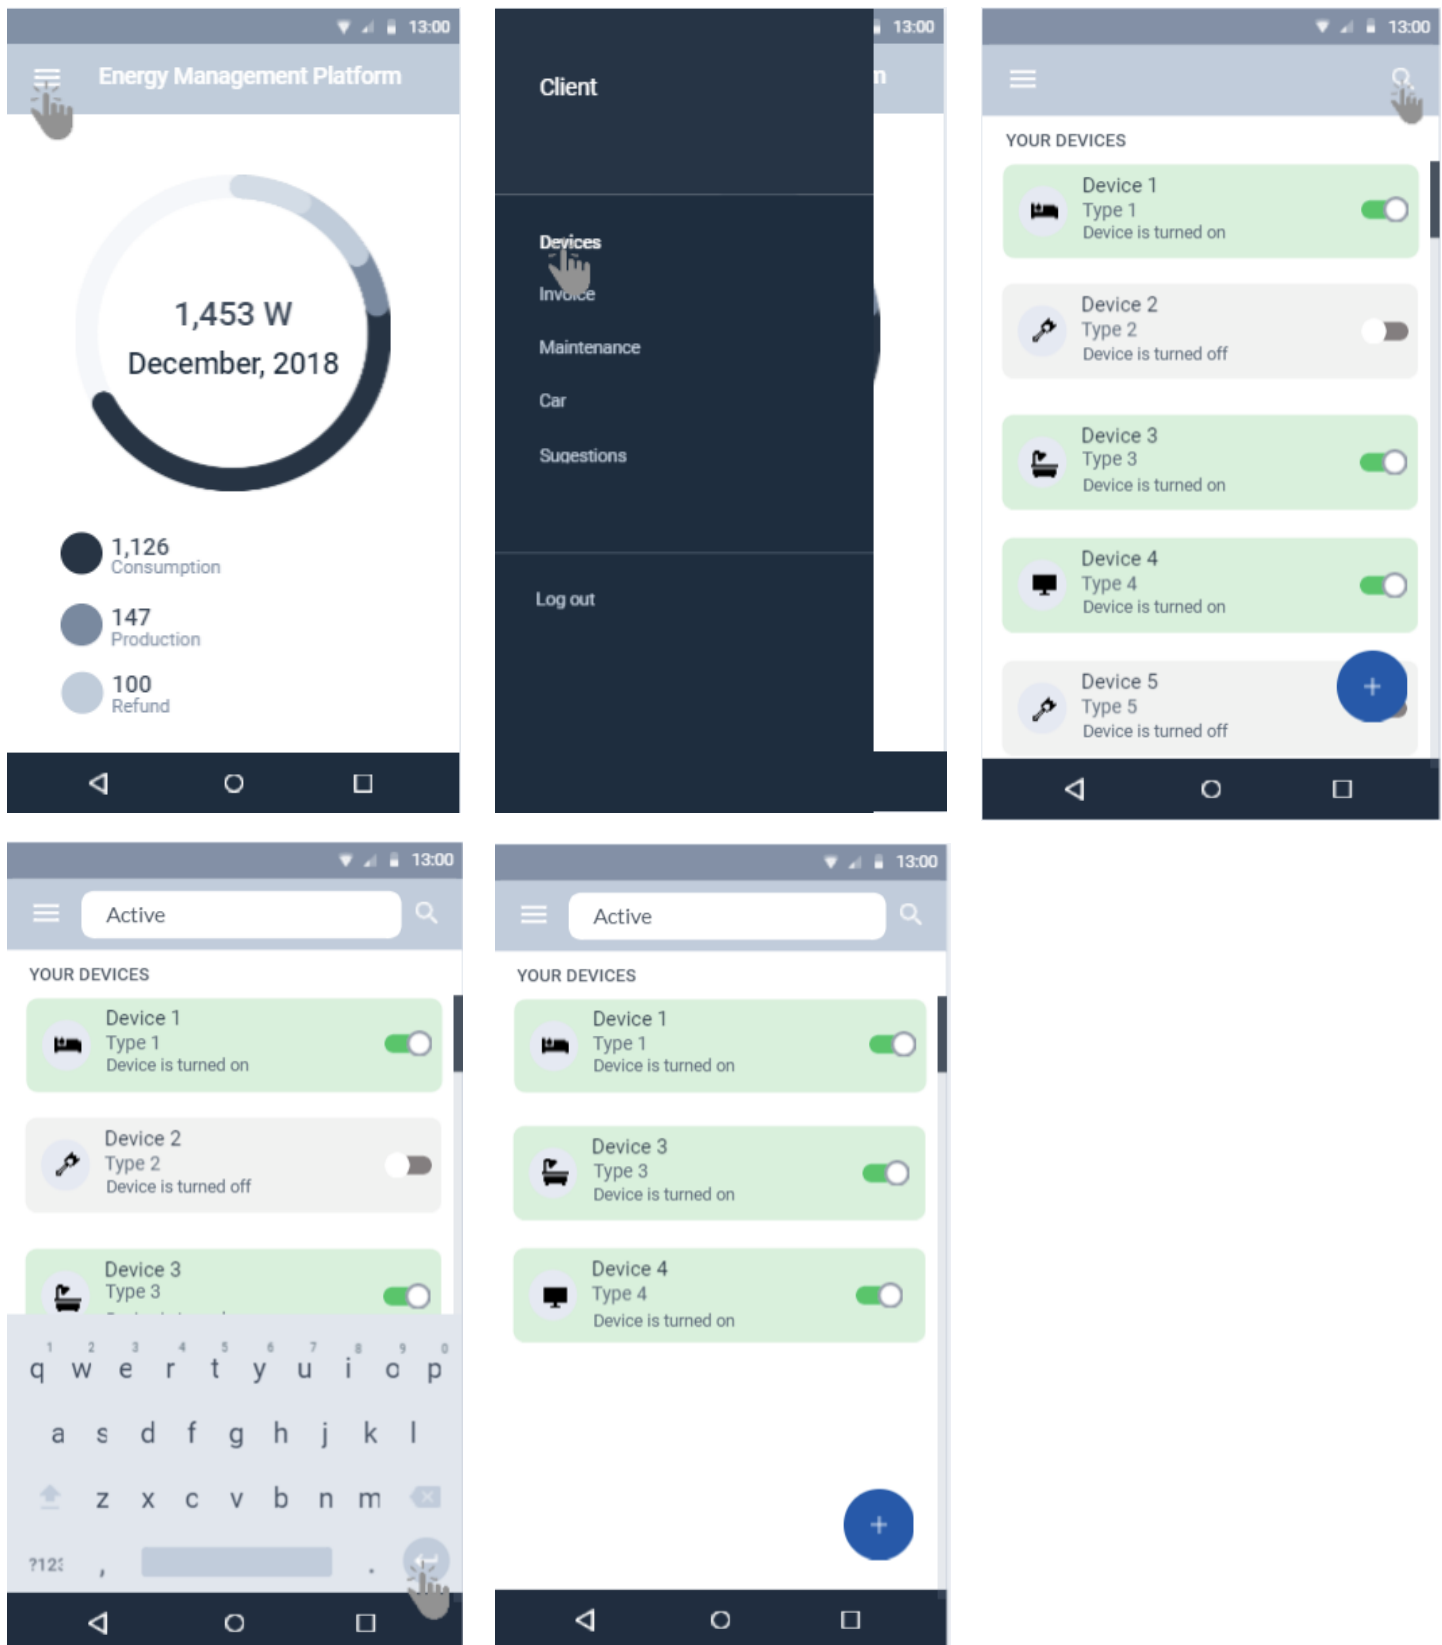 13:00
Energy Management Platform
1,453 W
December, 2018
1,126
Consumption
147
Production
100
Refund
13:00
m
Client
Devices
Invoice
Maintenance
Car
Sugestions
Log out
13:00
YOUR DEVICES
Device 1
Type 1
Device is turned on
Device 2
Type 2
Device is turned off
Device 3
Type 3
Device is turned on
Device 4
Type 4
Device is turned on
Device 5
Type 5
Device is turned off
+
13:00
Active
YOUR DEVICES
Device 1
Type 1
Device is turned on
Device 2
Type 2
Device is turned off
Device 3
Type 3
1 2 3 4 5 6 7 8 9 0
q w e r t y u i o p
a s d f g h j k l
z x c v b n m
?123 , .
13:00
Active
YOUR DEVICES
Device 1
Type 1
Device is turned on
Device 3
Type 3
Device is turned on
Device 4
Type 4
Device is turned on
+